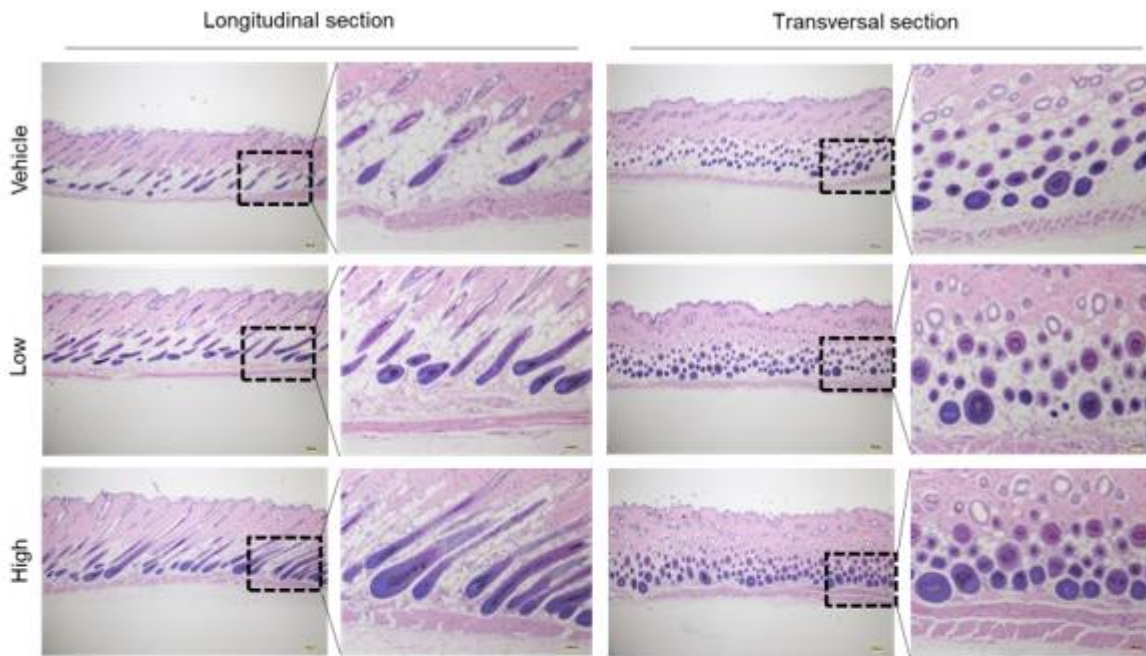 Longitudinal section
Transversal section
Vehicle
Low
High